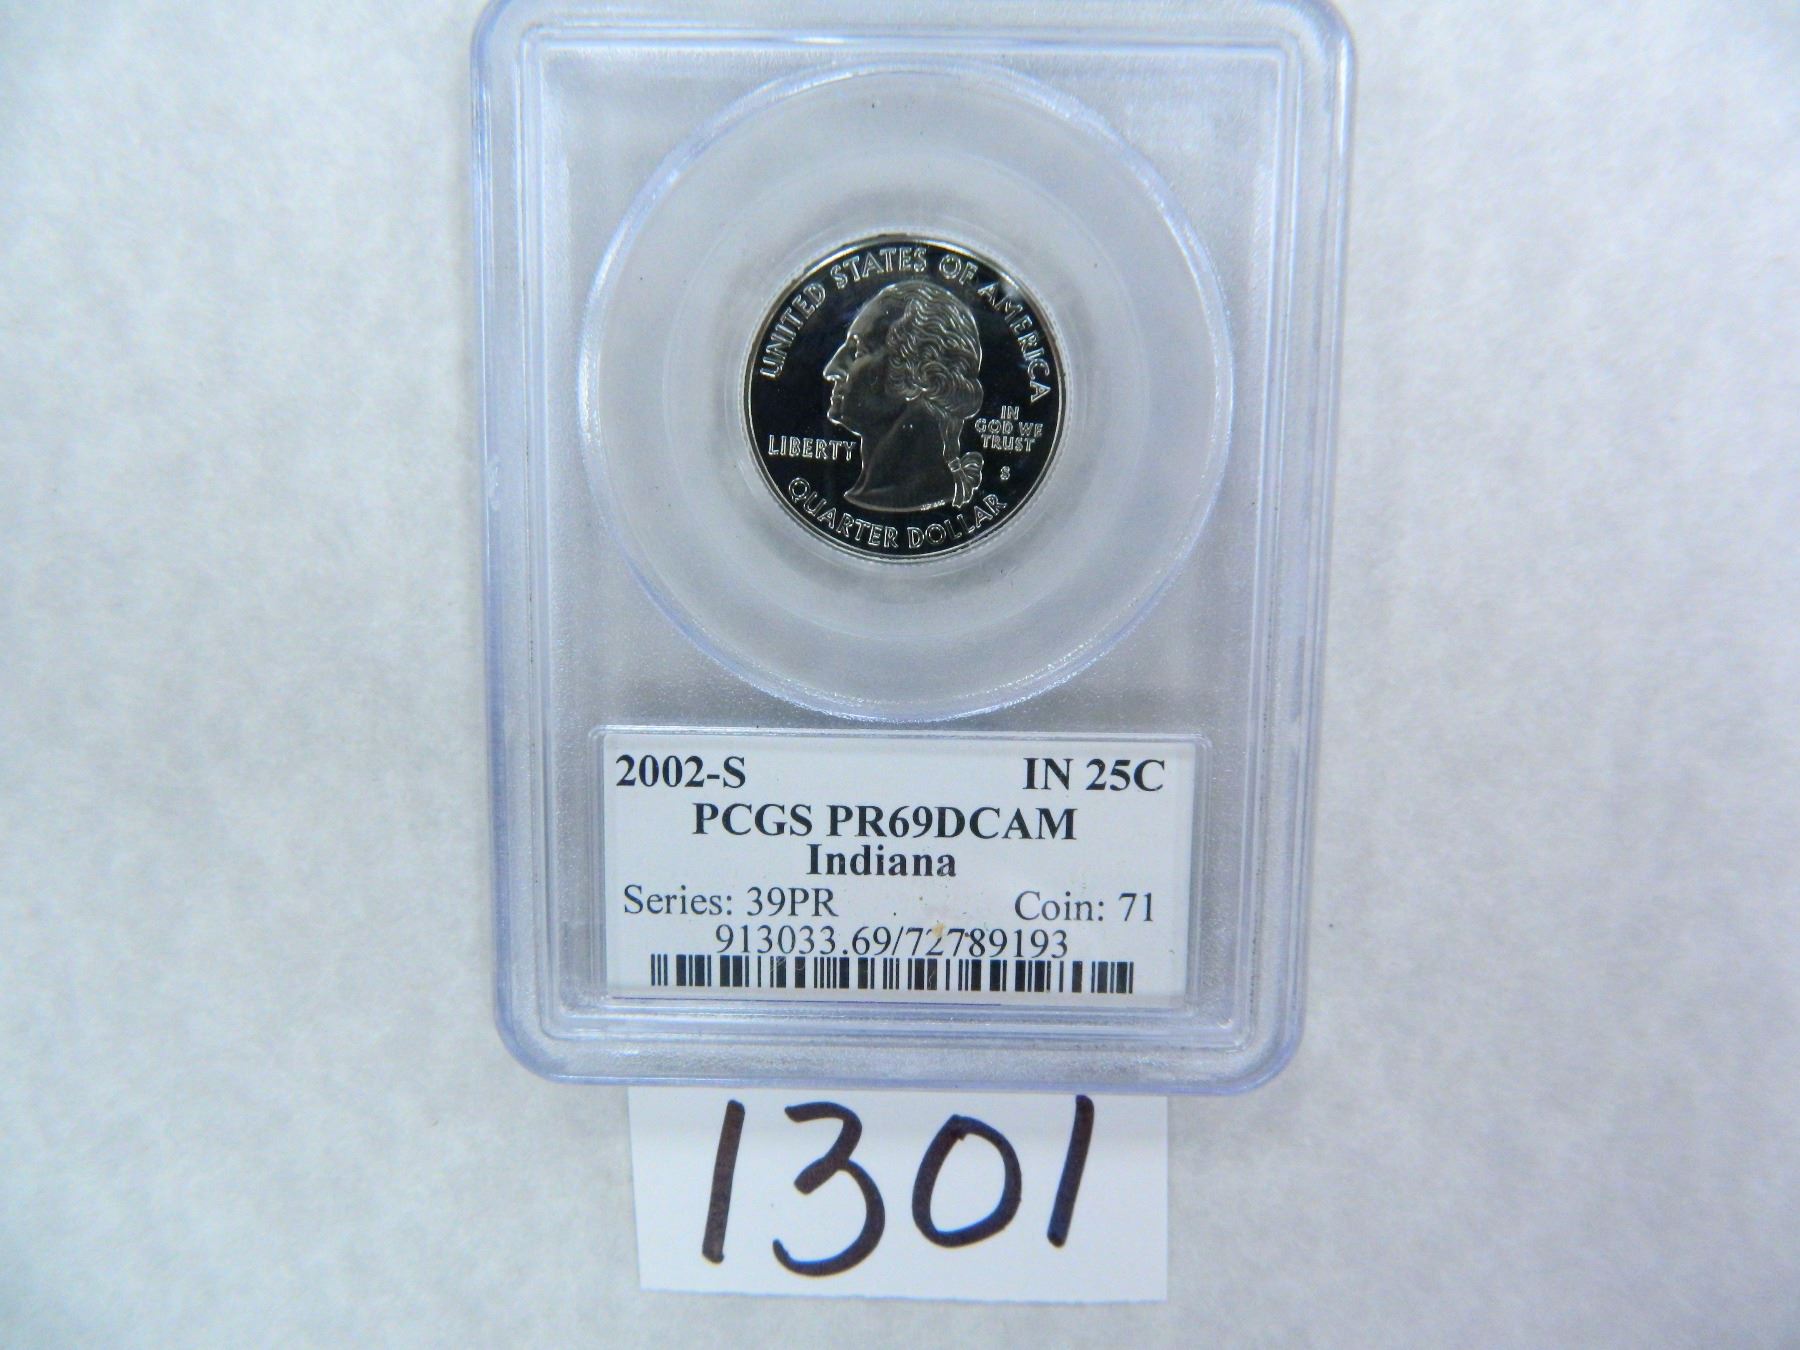 UNITED STATES OF AMERICA
IN
GOD WE
TRUST
LIBERTY
S
QUARTER DOLLAR
2002-S IN 25C
PCGS PR69DCAM
Indiana
Series: 39PR Coin: 71
913033.69/72789193
1301